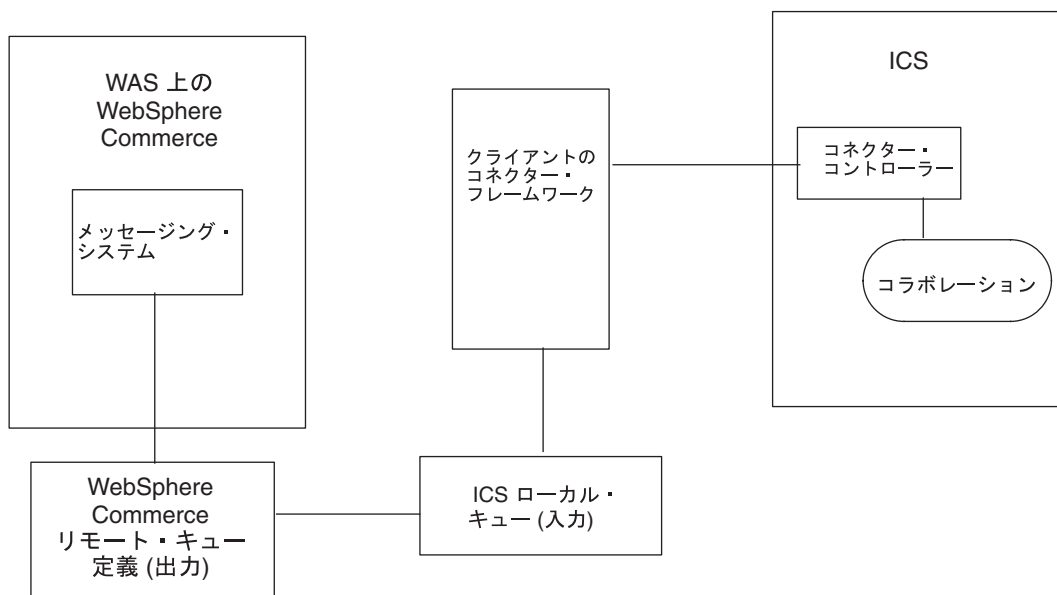 WAS 上の
WebSphere
Commerce
メッセージング・
システム
WebSphere
Commerce
リモート・キュー
定義 (出力)
ICS ローカル・
キュー (入力)
クライアントの
コネクター・
フレームワーク
ICS
コネクター・
コントローラー
コラボレーション